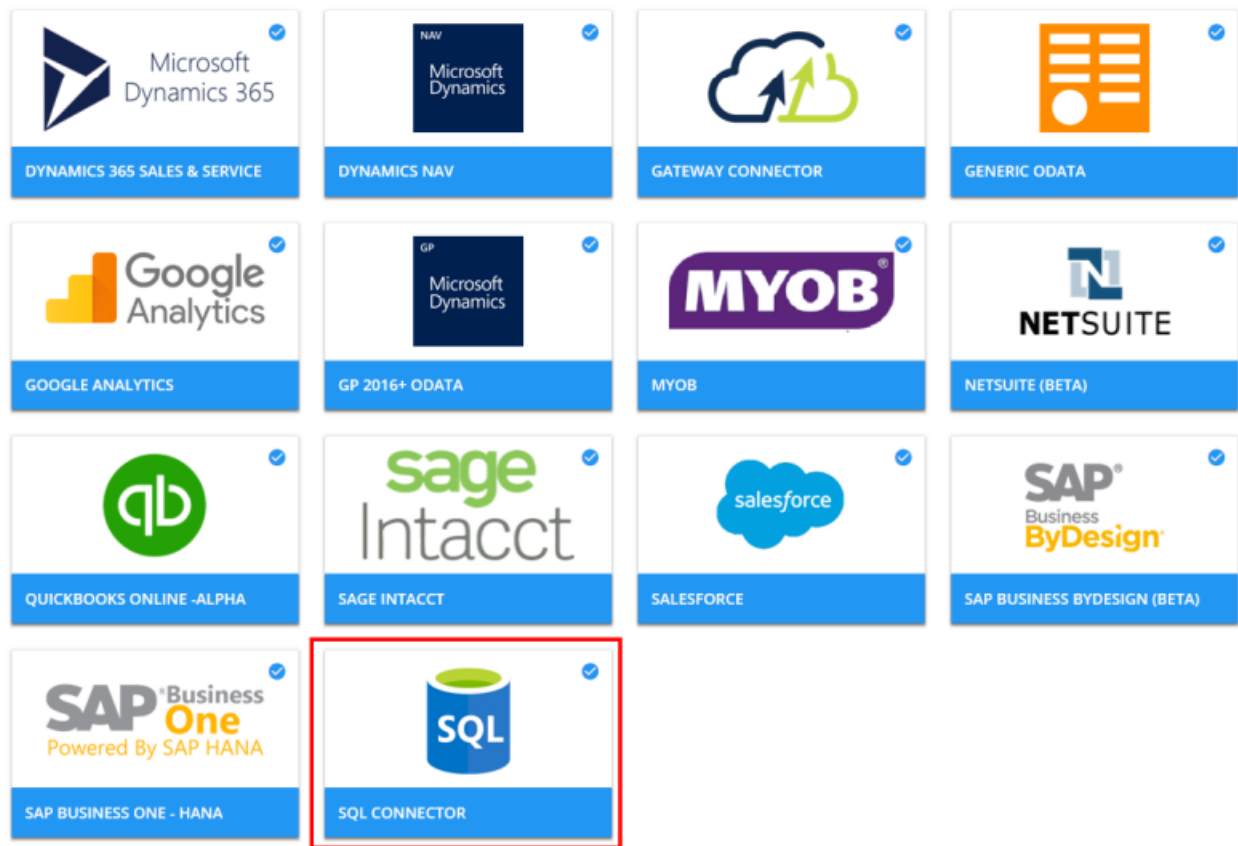 Microsoft
Dynamics 365
DYNAMICS 365 SALES & SERVICE
NAV
Microsoft
Dynamics
DYNAMICS NAV
GATEWAY CONNECTOR
GENERIC ODATA
Google
Analytics
GOOGLE ANALYTICS
GP
Microsoft
Dynamics
GP 2016+ ODATA
MYOB®
MYOB
N
NETSUITE
NETSUITE (BETA)
qb
QUICKBOOKS ONLINE -ALPHA
sage
Intacct
SAGE INTACCT
salesforce
SALESFORCE
SAP®
Business
ByDesign
SAP BUSINESS BYDESIGN (BETA)
SAP®Business
One
Powered By SAP HANA
SAP BUSINESS ONE - HANA
SQL
SQL CONNECTOR